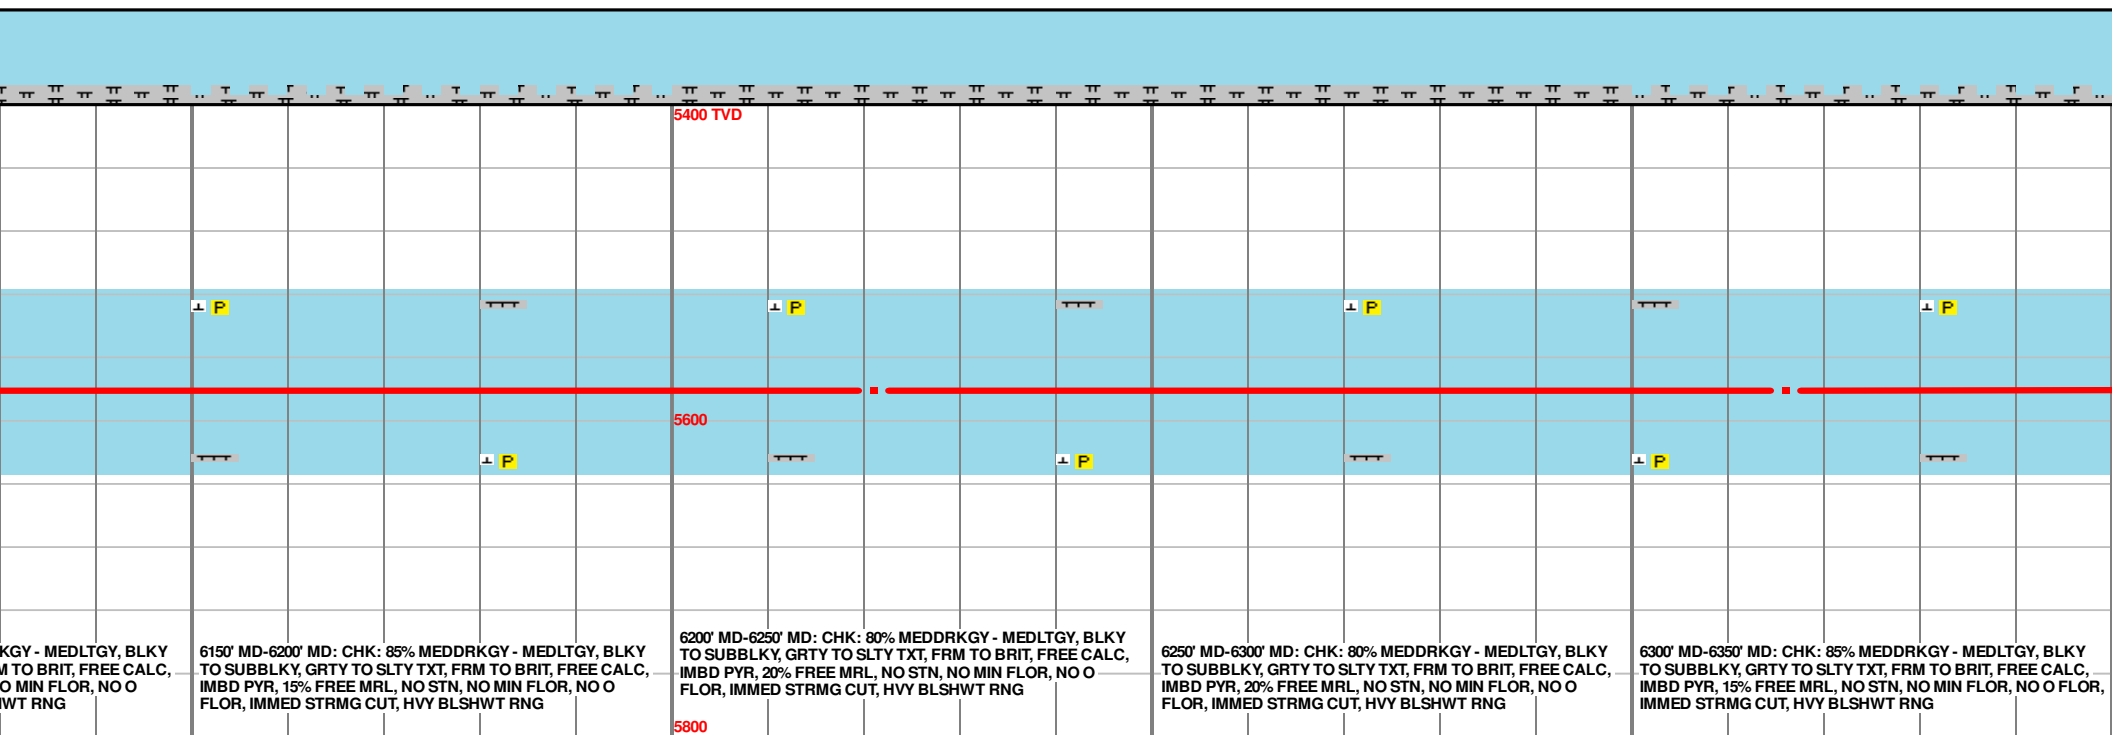 5400 TVD
P P P P
5600
P P P
KGY - MEDLTGY, BLKY
M TO BRIT, FREE CALC,
O MIN FLOR, NO O
WT RNG
6150' MD-6200' MD: CHK: 85% MEDDRKGY - MEDLTGY, BLKY
TO SUBBLKY, GRTY TO SLTY TXT, FRM TO BRIT, FREE CALC,
IMBD PYR, 15% FREE MRL, NO STN, NO MIN FLOR, NO O
FLOR, IMMED STRMG CUT, HVY BLSHWT RNG
6200' MD-6250' MD: CHK: 80% MEDDRKGY - MEDLTGY, BLKY
TO SUBBLKY, GRTY TO SLTY TXT, FRM TO BRIT, FREE CALC,
IMBD PYR, 20% FREE MRL, NO STN, NO MIN FLOR, NO O
FLOR, IMMED STRMG CUT, HVY BLSHWT RNG
6250' MD-6300' MD: CHK: 80% MEDDRKGY - MEDLTGY, BLKY
TO SUBBLKY, GRTY TO SLTY TXT, FRM TO BRIT, FREE CALC,
IMBD PYR, 20% FREE MRL, NO STN, NO MIN FLOR, NO O
FLOR, IMMED STRMG CUT, HVY BLSHWT RNG
6300' MD-6350' MD: CHK: 85% MEDDRKGY - MEDLTGY, BLKY
TO SUBBLKY, GRTY TO SLTY TXT, FRM TO BRIT, FREE CALC,
IMBD PYR, 15% FREE MRL, NO STN, NO MIN FLOR, NO O FLOR,
IMMED STRMG CUT, HVY BLSHWT RNG
5800